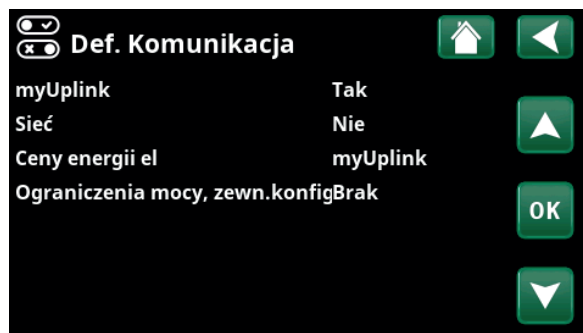 Def. Komunikacja
myUplink Tak
Sieć Nie
Ceny energii el myUplink
Ograniczenia mocy, zewn.konfigBrak
OK